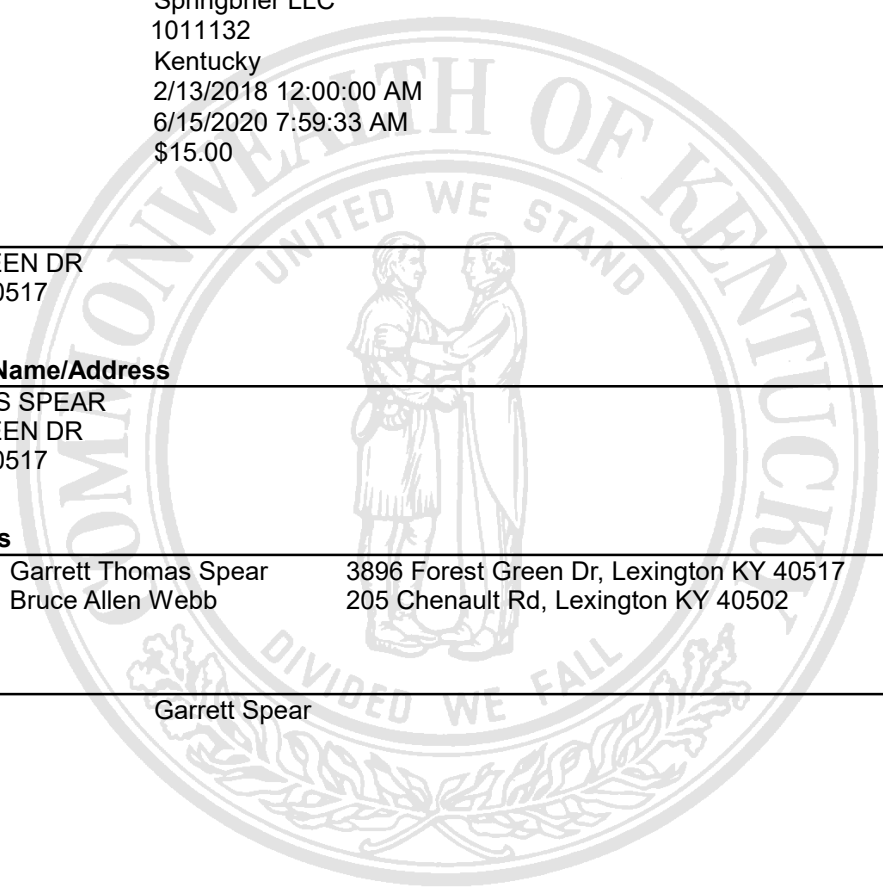 Springbrier LLC
1011132
Kentucky
2/13/2018 12:00:00 AM
6/15/2020 7:59:33 AM
$15.00
EEN DR
0517
Name/Address
S SPEAR
EEN DR
0517
s
Garrett Thomas Spear 3896 Forest Green Dr, Lexington KY 40517
Bruce Allen Webb 205 Chenault Rd, Lexington KY 40502
Garrett Spear
COMMONWEALTH OF KENTUCKY
UNITED WE STAND
DIVIDED WE FALL